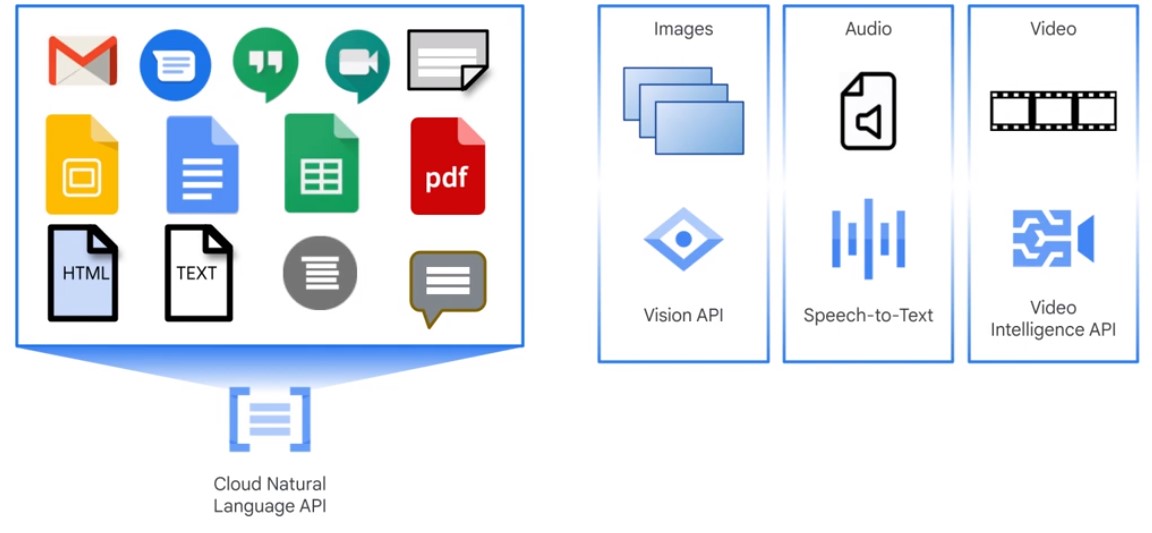 pdf
HTML
TEXT
Cloud Natural
Language API
Images
Vision API
Audio
Speech-to-Text
Video
Video
Intelligence API